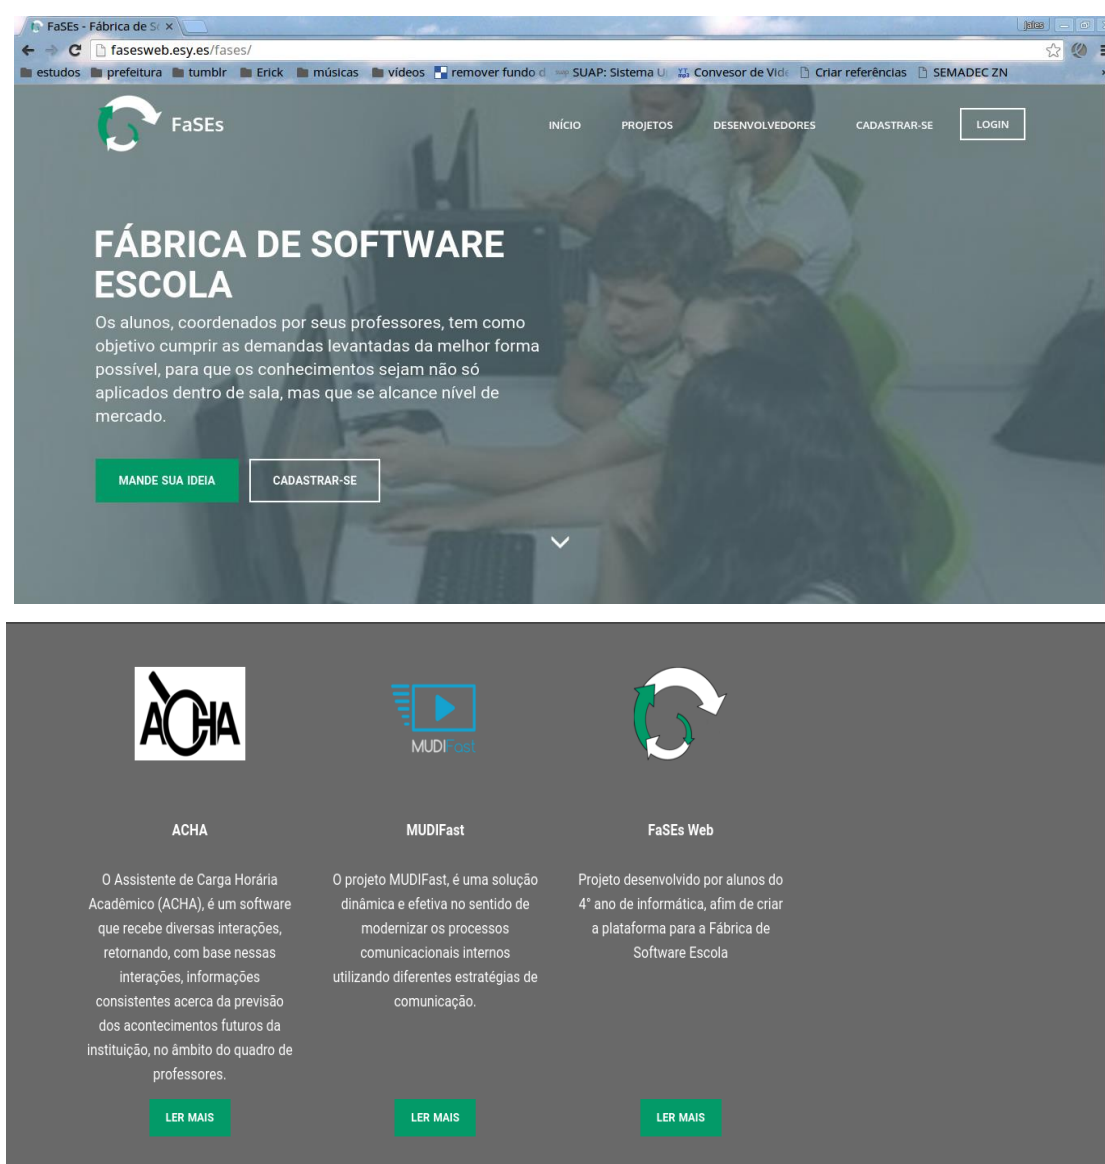 FaSEs - Fábrica de So
jales
fasesweb.esy.es/fases/
estudos prefeitura tumblr Erick músicas vídeos remover fundo d SUAP: Sistema U Convesor de Vide Criar referências SEMADEC ZN
FaSEs
INÍCIO PROJETOS DESENVOLVEDORES CADASTRAR-SE LOGIN
FÁBRICA DE SOFTWARE
ESCOLA
Os alunos, coordenados por seus professores, tem como
objetivo cumprir as demandas levantadas da melhor forma
possível, para que os conhecimentos sejam não só
aplicados dentro de sala, mas que se alcance nível de
mercado.
MANDE SUA IDEIA CADASTRAR-SE
ACHA
MUDIFast
ACHA
O Assistente de Carga Horária
Acadêmico (ACHA), é um software
que recebe diversas interações,
retornando, com base nessas
interações, informações
consistentes acerca da previsão
dos acontecimentos futuros da
instituição, no âmbito do quadro de
professores.
LER MAIS
MUDIFast
O projeto MUDIFast, é uma solução
dinâmica e efetiva no sentido de
modernizar os processos
comunicacionais internos
utilizando diferentes estratégias de
comunicação.
LER MAIS
FaSEs Web
Projeto desenvolvido por alunos do
4° ano de informática, afim de criar
a plataforma para a Fábrica de
Software Escola
LER MAIS